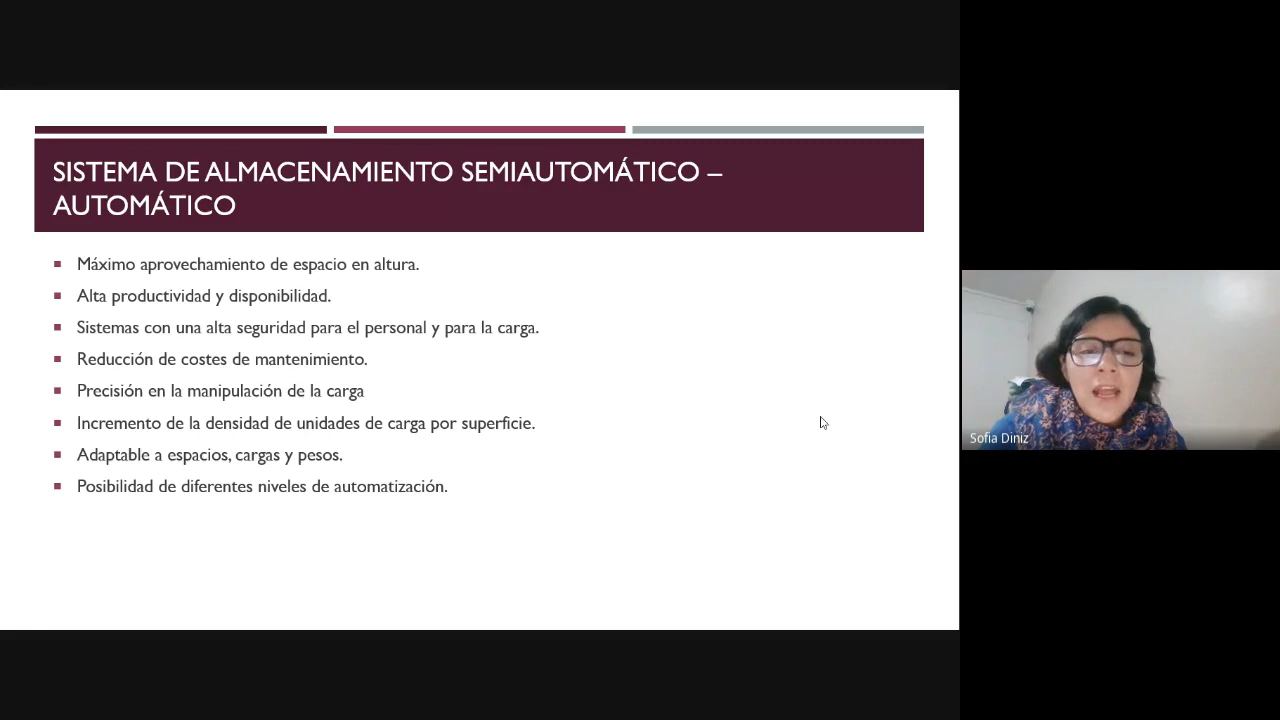 SISTEMA DE ALMACENAMIENTO SEMIAUTOMÁTICO –
AUTOMÁTICO
Máximo aprovechamiento de espacio en altura.
Alta productividad y disponibilidad.
Sistemas con una alta seguridad para el personal y para la carga.
Reducción de costes de mantenimiento.
Precisión en la manipulación de la carga
Incremento de la densidad de unidades de carga por superficie.
Adaptable a espacios, cargas y pesos.
Posibilidad de diferentes niveles de automatización.
Sofia Diniz